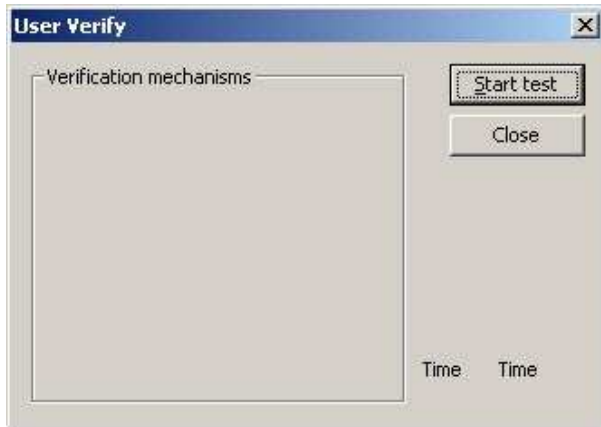 User Verify
Verification mechanisms
Start test
Close
Time Time